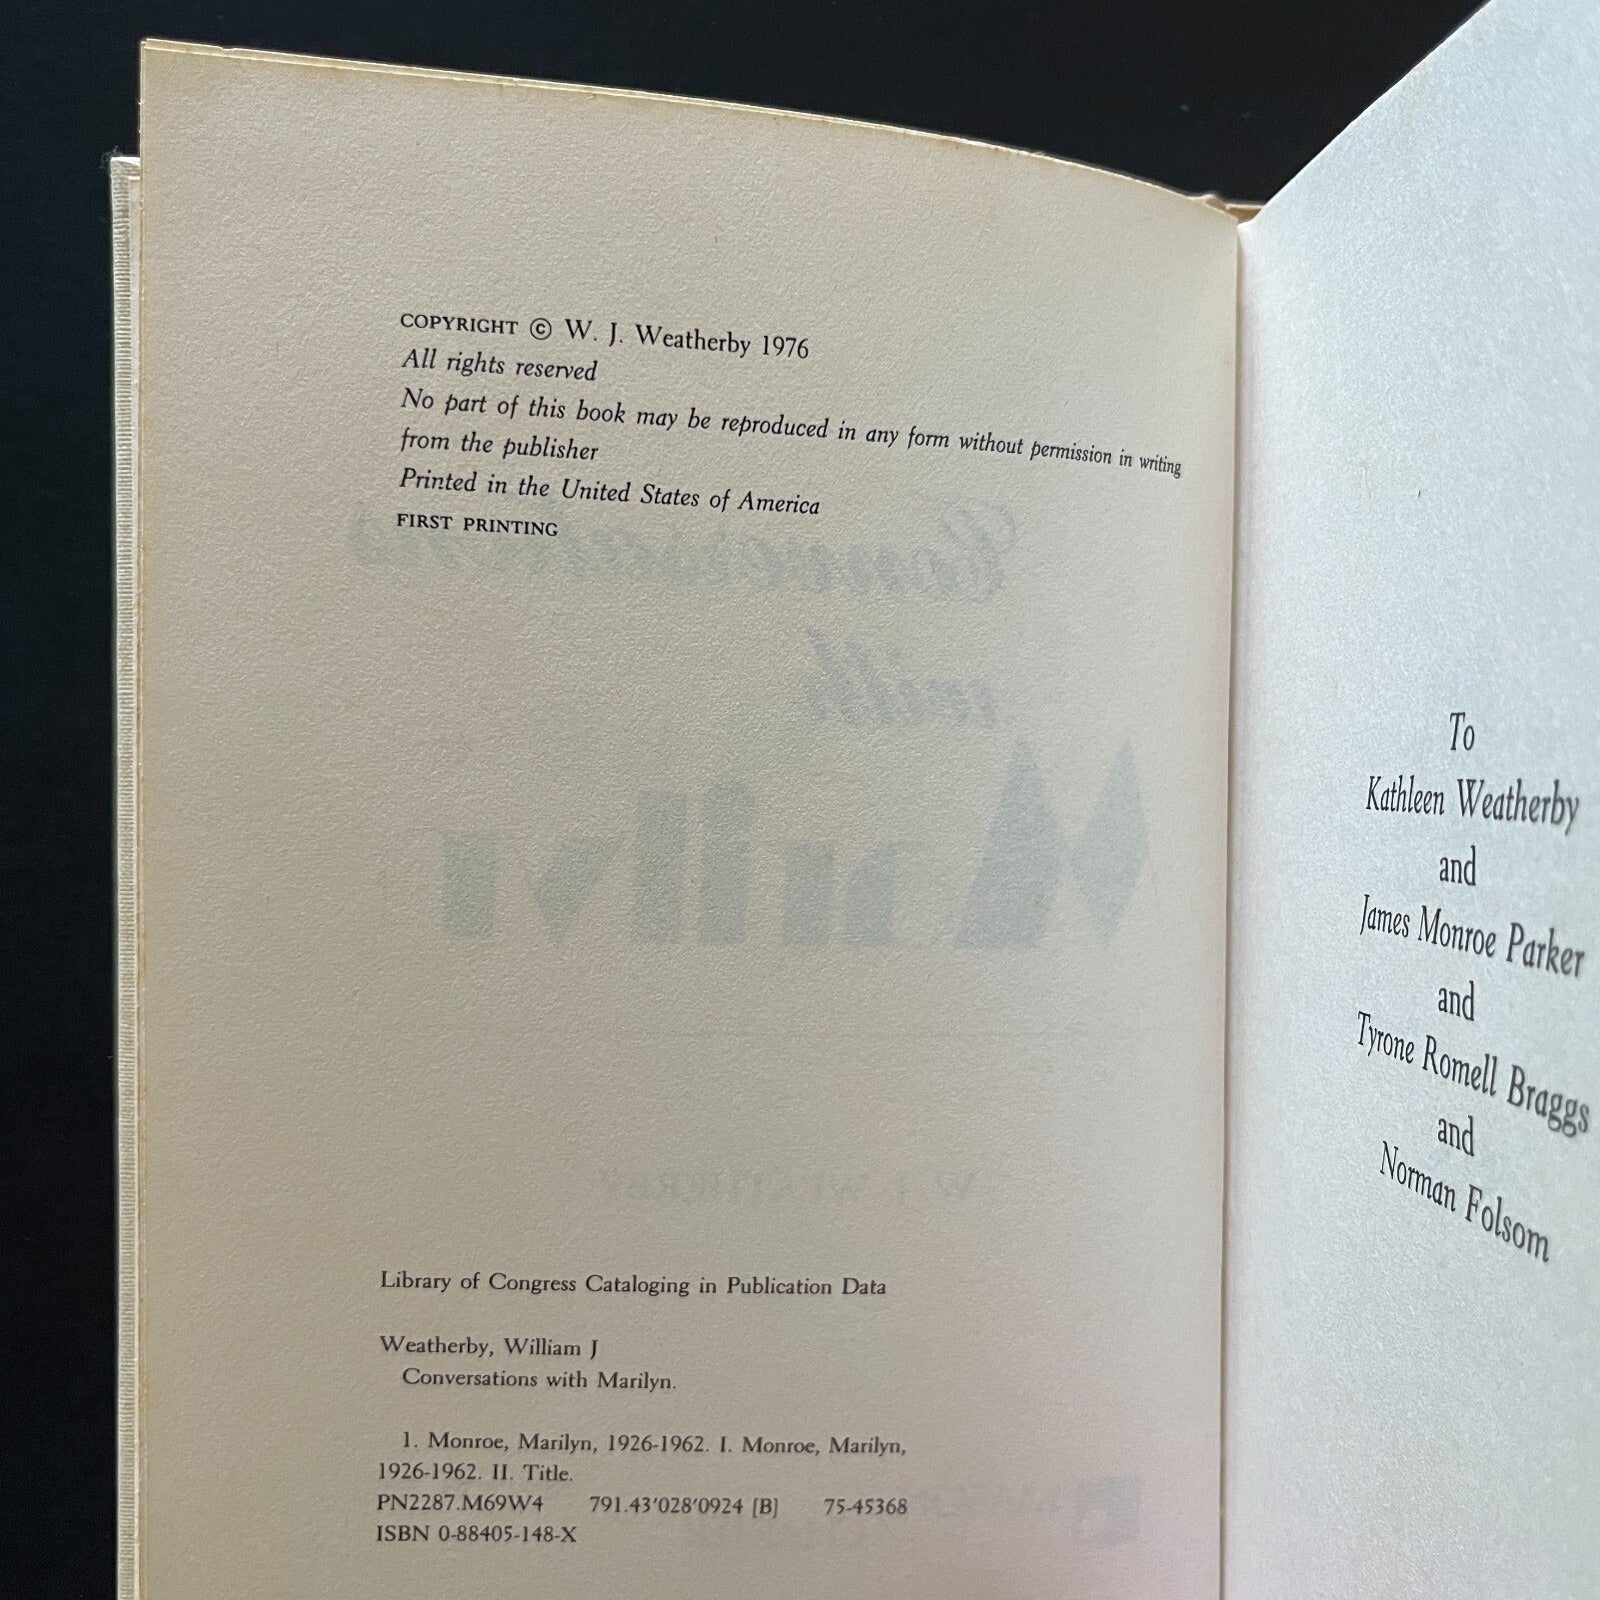 COPYRIGHT © W. J. Weatherby 1976
All rights reserved
No part of this book may be reproduced in any form without permission in writing
from the publisher
Printed in the United States of America
FIRST PRINTING
Conversations
with
Marilyn
W. J. WEATHERBY
Library of Congress Cataloging in Publication Data
Weatherby, William J
Conversations with Marilyn.
1. Monroe, Marilyn, 1926-1962. I. Monroe, Marilyn,
1926-1962. II. Title.
PN2287.M69W4 791.43'028'0924 [B] 75-45368
ISBN 0-88405-148-X
To
Kathleen Weatherby
and
James Monroe Parker
and
Tyrone Romell Braggs
and
Norman Folsom